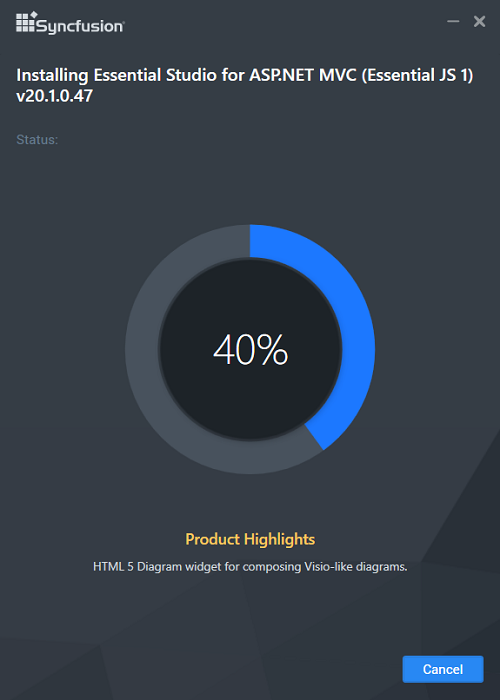 Syncfusion®
Installing Essential Studio for ASP.NET MVC (Essential JS 1)
v20.1.0.47
Status:
40%
Product Highlights
HTML 5 Diagram widget for composing Visio-like diagrams.
Cancel